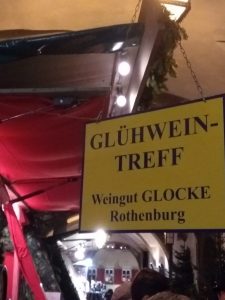 GLÜHWEIN-
TREFF
Weingut GLOCKE
Rothenburg